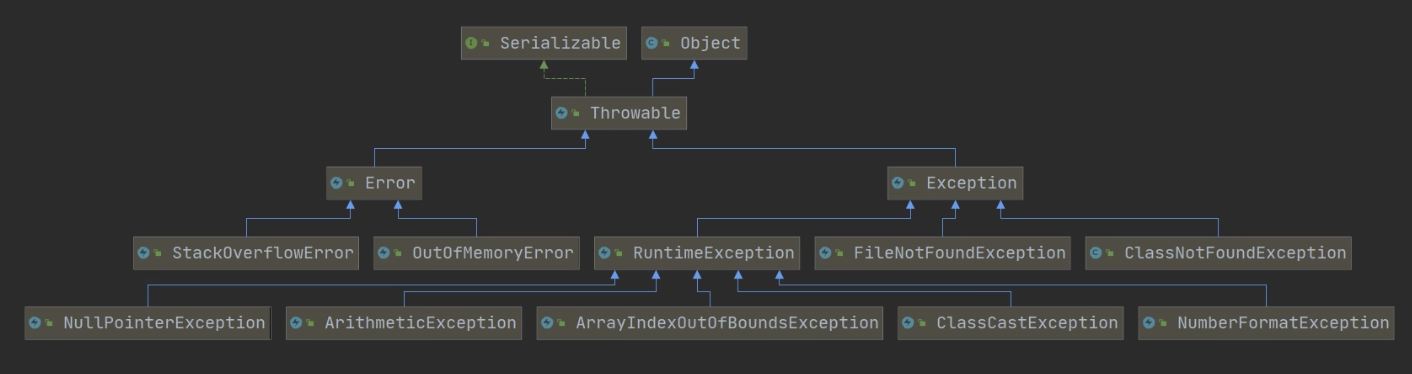 Serializable Object
Throwable
Error Exception
StackOverflowError OutOfMemoryError RuntimeException FileNotFoundException ClassNotFoundException
NullPointerException ArithmeticException ArrayIndexOutOfBoundsException ClassCastException NumberFormatException